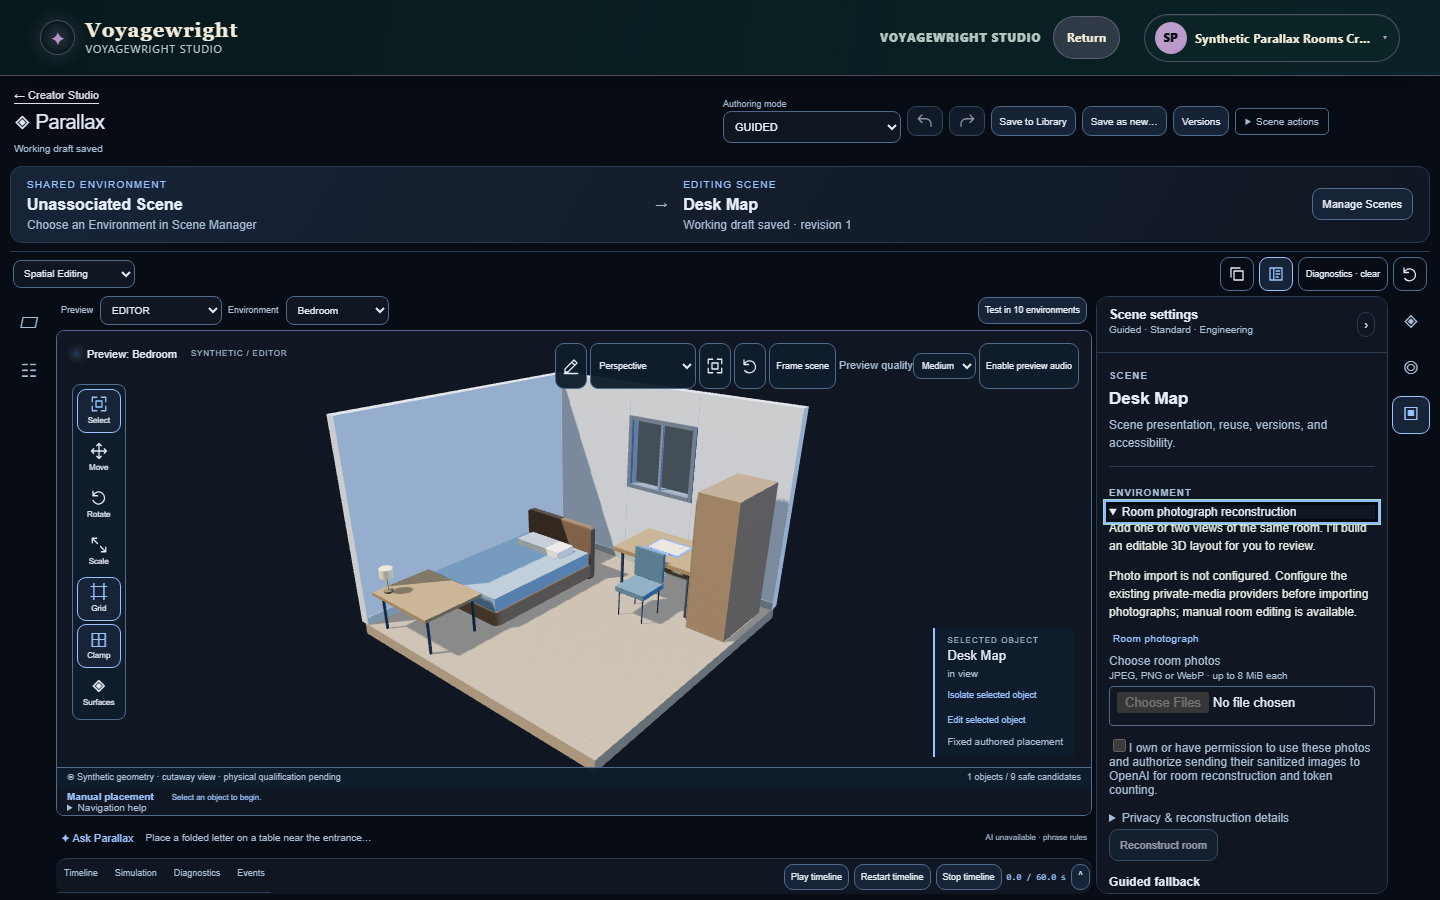 Voyagewright
VOYAGEWRIGHT STUDIO
VOYAGEWRIGHT STUDIO
Return
SP
Synthetic Parallax Rooms Cr...
← Creator Studio
Parallax
Working draft saved
Authoring mode
GUIDED
Save to Library
Save as new...
Versions
Scene actions
SHARED ENVIRONMENT
Unassociated Scene
Choose an Environment in Scene Manager
→
EDITING SCENE
Desk Map
Working draft saved · revision 1
Manage Scenes
Spatial Editing
Diagnostics · clear
Preview
EDITOR
Environment
Bedroom
Test in 10 environments
Preview: Bedroom
SYNTHETIC / EDITOR
Perspective
Frame scene
Preview quality
Medium
Enable preview audio
Select
Move
Rotate
Scale
Grid
Clamp
Surfaces
SELECTED OBJECT
Desk Map
in view
Isolate selected object
Edit selected object
Fixed authored placement
Synthetic geometry · cutaway view · physical qualification pending
1 objects / 9 safe candidates
Manual placement
Select an object to begin.
Navigation help
Ask Parallax
Place a folded letter on a table near the entrance...
AI unavailable · phrase rules
Timeline
Simulation
Diagnostics
Events
Play timeline
Restart timeline
Stop timeline
0.0 / 60.0 s
Scene settings
Guided · Standard · Engineering
SCENE
Desk Map
Scene presentation, reuse, versions, and
accessibility.
ENVIRONMENT
Room photograph reconstruction
Add one or two views of the same room. I'll build
an editable 3D layout for you to review.
Photo import is not configured. Configure the
existing private-media providers before importing
photographs; manual room editing is available.
Room photograph
Choose room photos
JPEG, PNG or WebP · up to 8 MiB each
Choose Files No file chosen
I own or have permission to use these photos
and authorize sending their sanitized images to
OpenAI for room reconstruction and token
counting.
Privacy & reconstruction details
Reconstruct room
Guided fallback